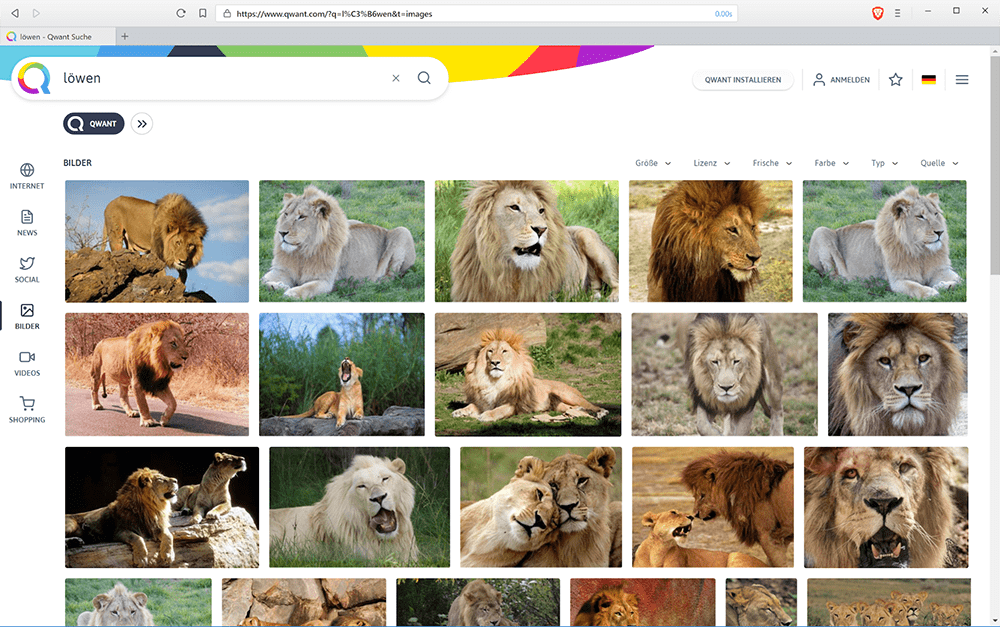 https://www.qwant.com/?q=l%C3%B6wen&t=images
0.00s
löwen - Qwant Suche
löwen
QWANT INSTALLIEREN
ANMELDEN
QWANT
BILDER
Größe
Lizenz
Frische
Farbe
Typ
Quelle
INTERNET
NEWS
SOCIAL
BILDER
VIDEOS
SHOPPING